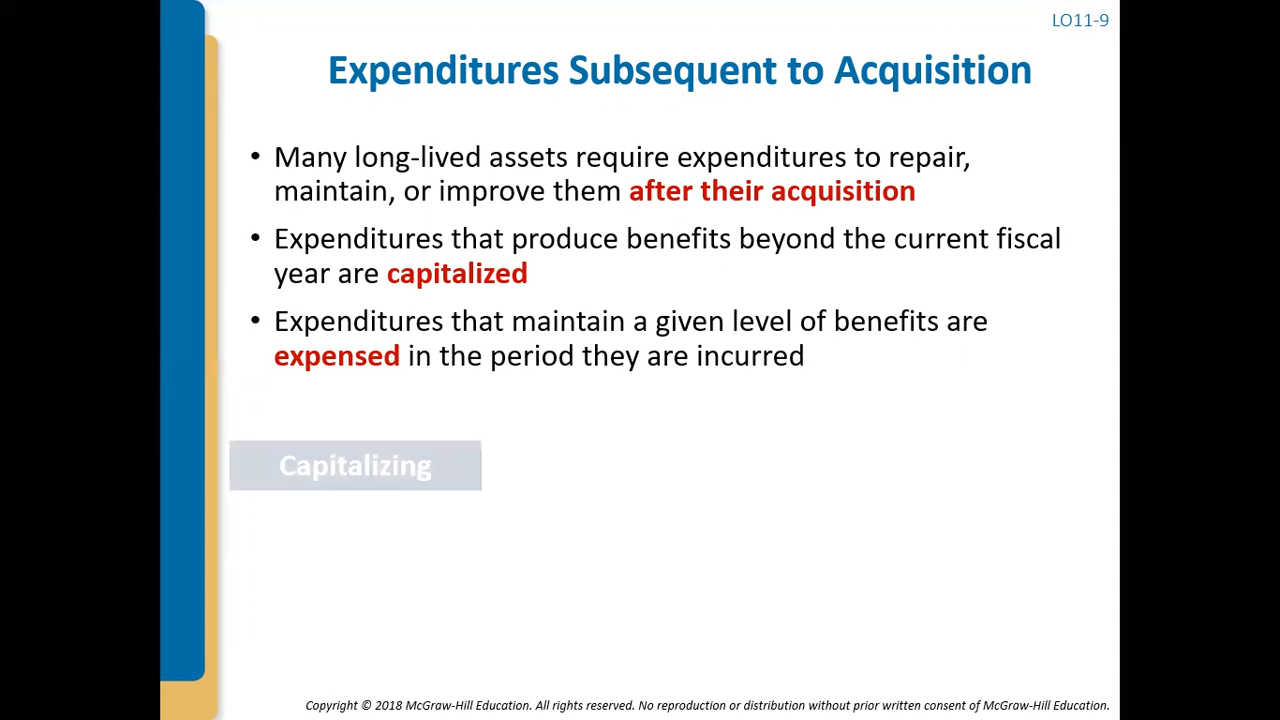 LO11-9
Expenditures Subsequent to Acquisition
• Many long-lived assets require expenditures to repair,
maintain, or improve them after their acquisition
• Expenditures that produce benefits beyond the current fiscal
year are capitalized
• Expenditures that maintain a given level of benefits are
expensed in the period they are incurred
Capitalizing
Copyright © 2018 McGraw-Hill Education. All rights reserved. No reproduction or distribution without prior written consent of McGraw-Hill Education.